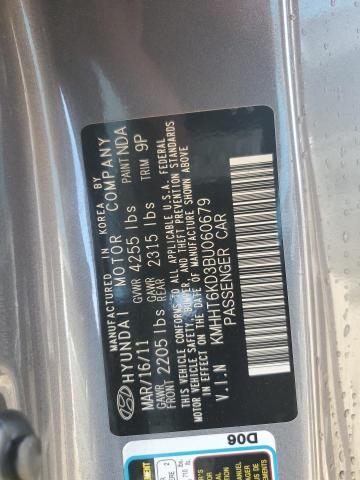 MANUFACTURED IN KOREA BY
HYUNDAI MOTOR COMPANY
MAR/16/11 GVWR 4255 lbs PAINT NDA
GAWR FRONT 2205 lbs GAWR REAR 2315 lbs TRIM 9P
THIS VEHICLE CONFORMS TO ALL APPLICABLE U.S.A. FEDERAL
MOTOR VEHICLE SAFETY, BUMPER, AND THEFT PREVENTION STANDARDS
IN EFFECT ON THE DATE OF MANUFACTURE SHOWN ABOVE
V.I.N KMHHT6KD3BU060679
PASSENGER CAR
D06